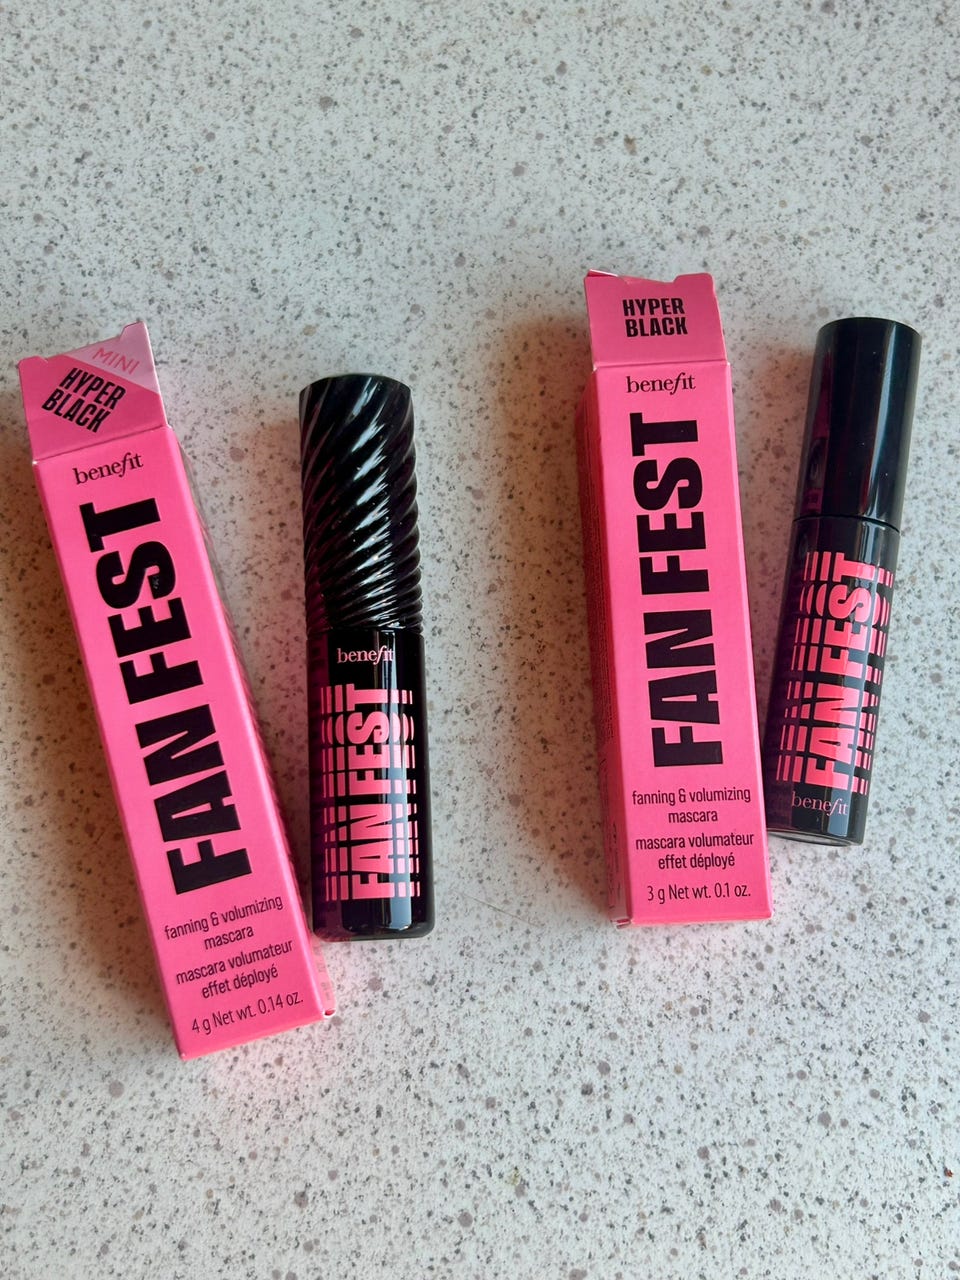 MINI
HYPER
BLACK
benefit
FAN FEST
fanning & volumizing
mascara
mascara volumateur
effet déployé
4 g Net wt. 0.14 oz.
benefit
FAN FEST
HYPER
BLACK
benefit
FAN FEST
fanning & volumizing
mascara
mascara volumateur
effet déployé
3 g Net wt. 0.1 oz.
FAN FEST
benefit